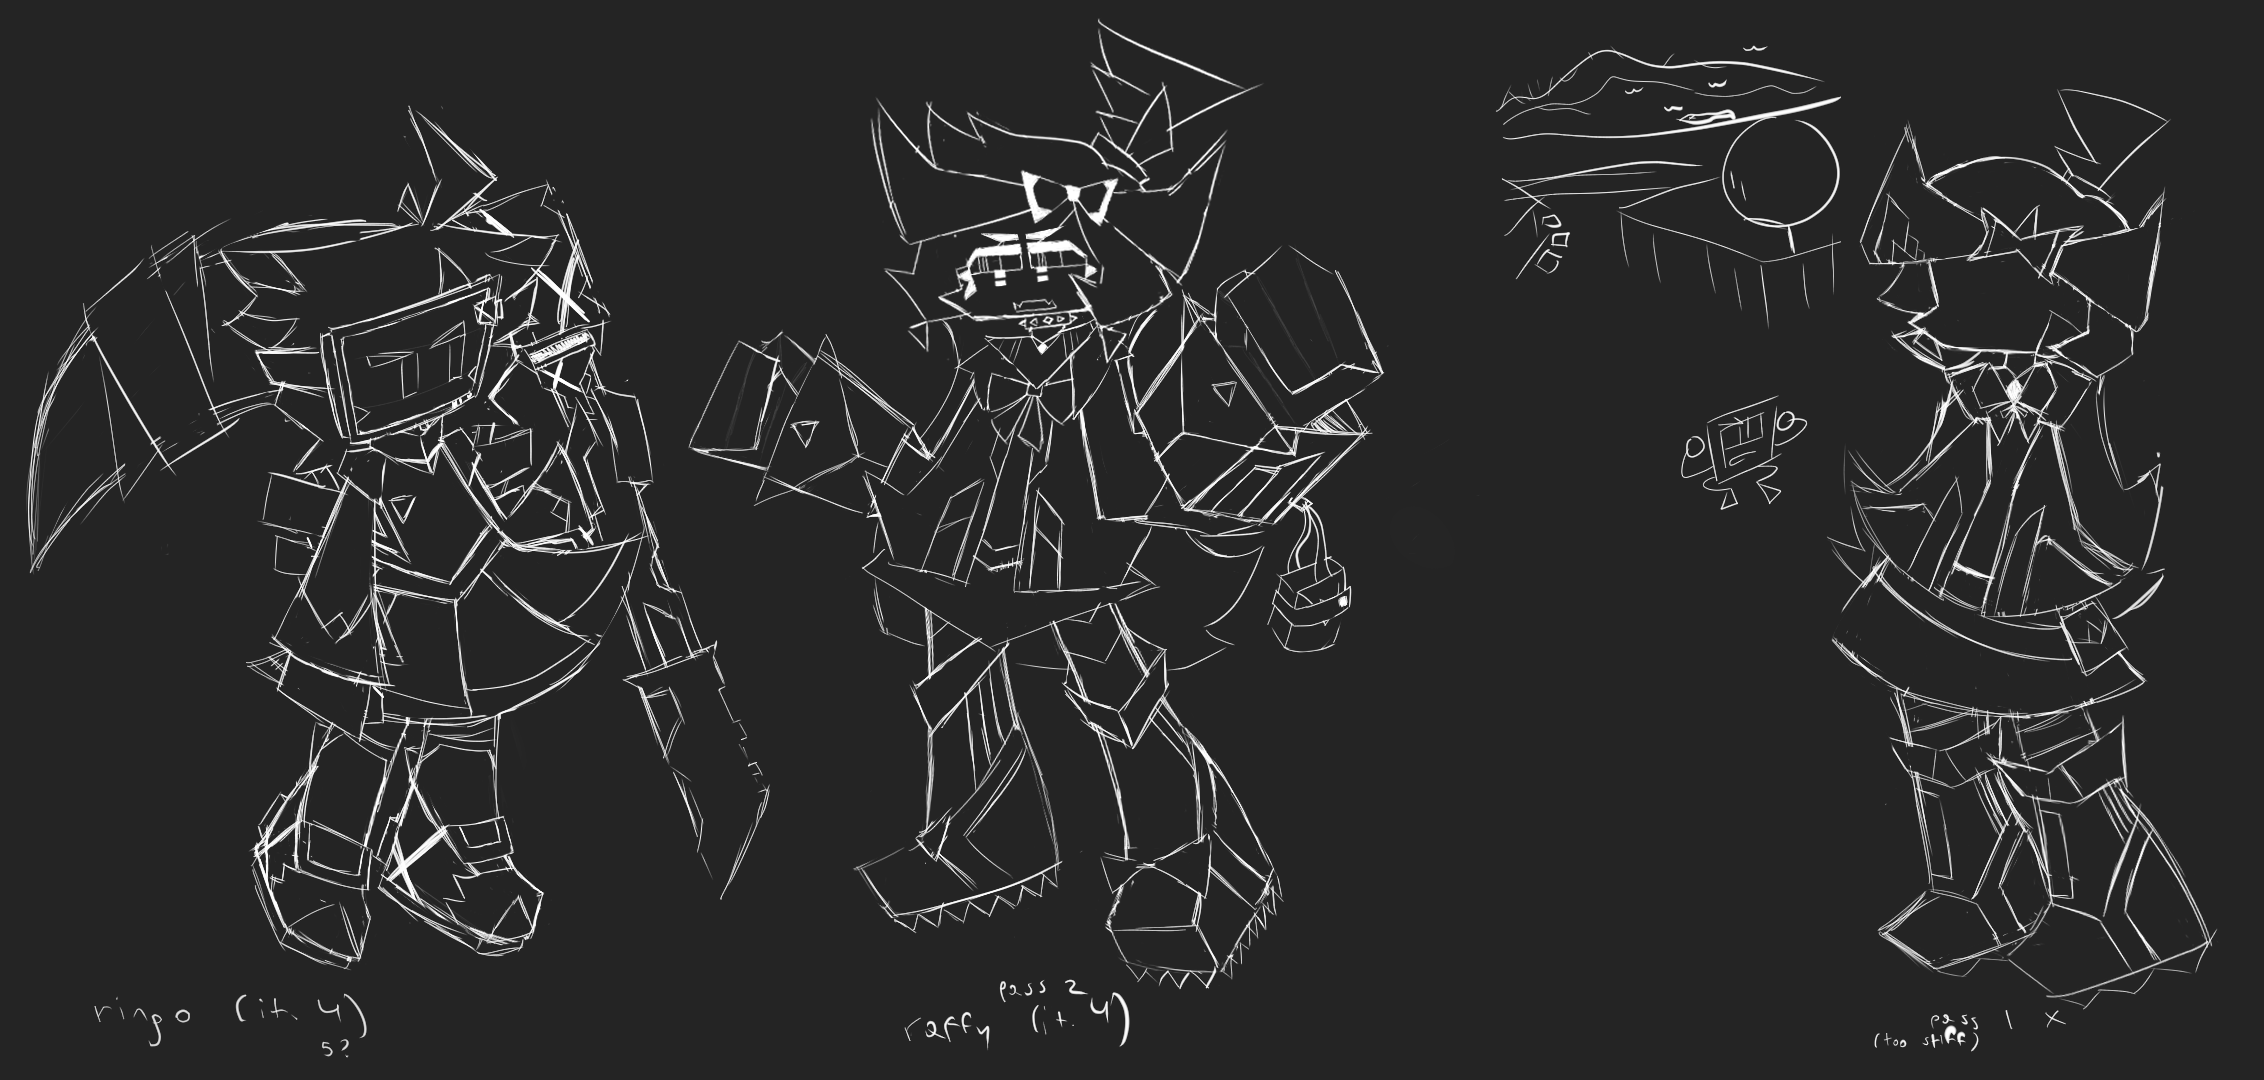 ringo (it. 4)
5?
pass 2
raffy (it. 4)
pass 1 x
(too stiff)